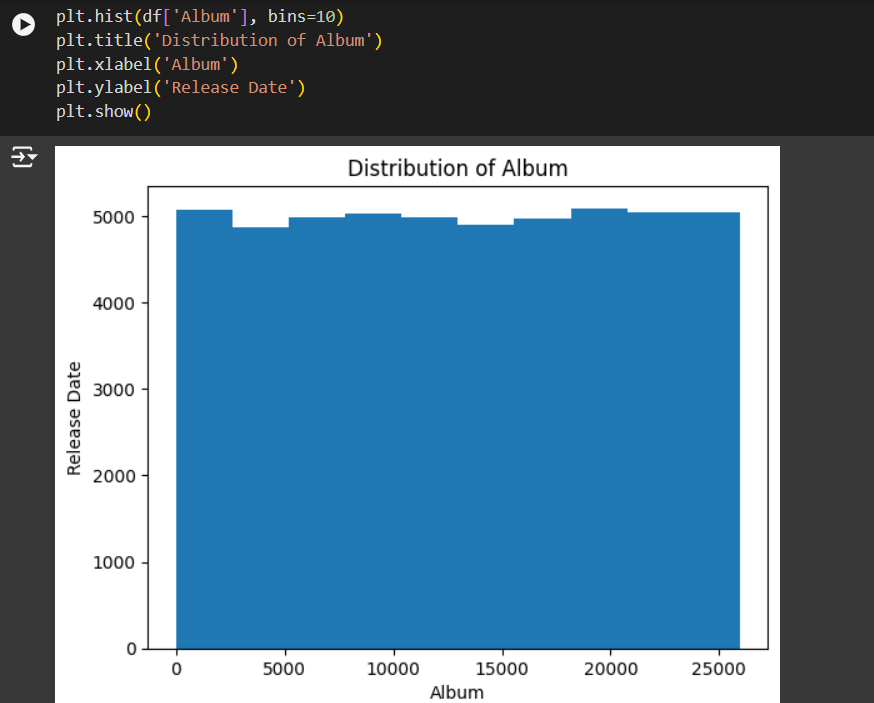 plt.hist(df['Album'], bins=10)
plt.title('Distribution of Album')
plt.xlabel('Album')
plt.ylabel('Release Date')
plt.show()
Distribution of Album
5000
4000
3000
2000
1000
0
Release Date
0 5000 10000 15000 20000 25000
Album